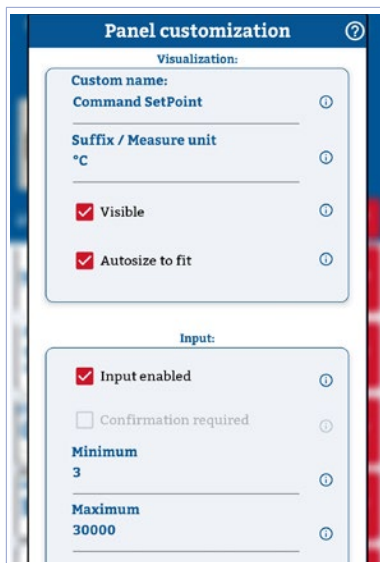 Panel customization
Visualization:
Custom name:
Command SetPoint
Suffix / Measure unit
°C
Visible
Autosize to fit
Input:
Input enabled
Confirmation required
Minimum
3
Maximum
30000